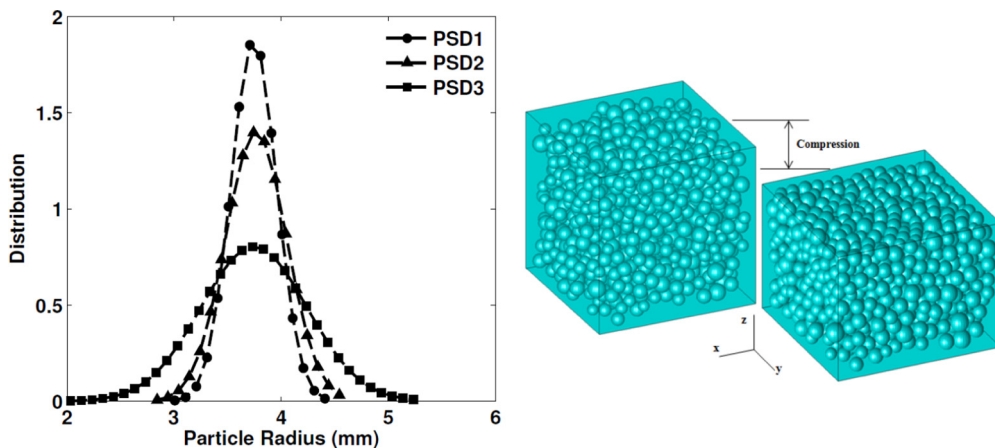 2
1.5
1
0.5
0
2
3
4
5
6
Distribution
Particle Radius (mm)
PSD1
PSD2
PSD3
Compression
z
x
y